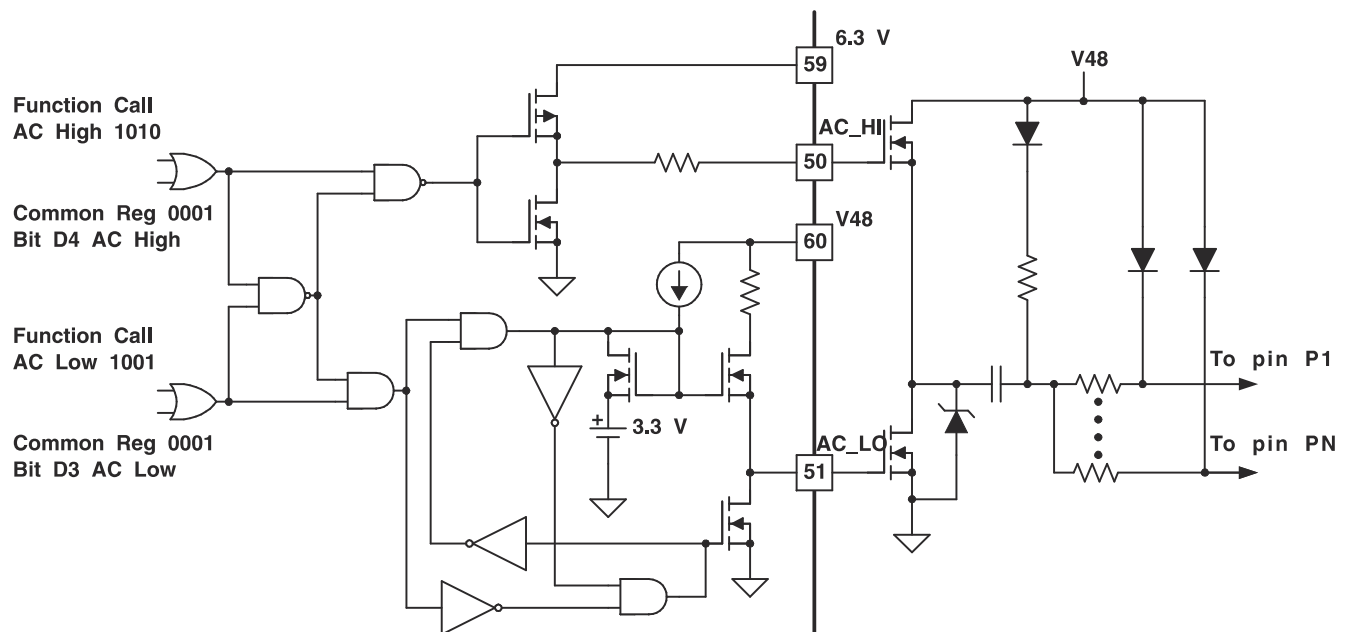 6.3 V
59
V48
Function Call
AC High 1010
AC_HI
50
Common Reg 0001
Bit D4 AC High
V48
60
Function Call
AC Low 1001
To pin P1
+
3.3 V
AC_LO
To pin PN
Common Reg 0001
Bit D3 AC Low
51